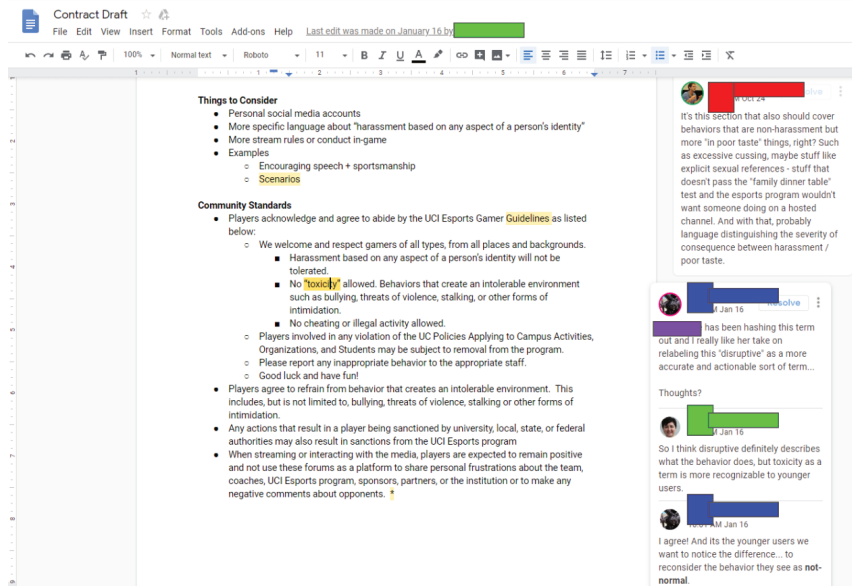 Contract Draft
File Edit View Insert Format Tools Add-ons Help Last edit was made on January 16 by
100% Normal text Roboto 11 B I U A
1 1 2 3 4 5 6 7
Things to Consider
● Personal social media accounts
● More specific language about “harassment based on any aspect of a person’s identity”
● More stream rules or conduct in-game
● Examples
○ Encouraging speech + sportsmanship
○ Scenarios
Community Standards
● Players acknowledge and agree to abide by the UCI Esports Gamer Guidelines as listed
below:
○ We welcome and respect gamers of all types, from all places and backgrounds.
■ Harassment based on any aspect of a person’s identity will not be
tolerated.
■ No “toxicity” allowed. Behaviors that create an intolerable environment
such as bullying, threats of violence, stalking, or other forms of
intimidation.
■ No cheating or illegal activity allowed.
○ Players involved in any violation of the UC Policies Applying to Campus Activities,
Organizations, and Students may be subject to removal from the program.
○ Please report any inappropriate behavior to the appropriate staff.
○ Good luck and have fun!
● Players agree to refrain from behavior that creates an intolerable environment. This
includes, but is not limited to, bullying, threats of violence, stalking or other forms of
intimidation.
● Any actions that result in a player being sanctioned by university, local, state, or federal
authorities may also result in sanctions from the UCI Esports program
● When streaming or interacting with the media, players are expected to remain positive
and not use these forums as a platform to share personal frustrations about the team,
coaches, UCI Esports program, sponsors, partners, or the institution or to make any
negative comments about opponents. *
M Oct 24
It's this section that also should cover
behaviors that are non-harassment but
more "in poor taste" things, right? Such
as excessive cussing, maybe stuff like
explicit sexual references - stuff that
doesn't pass the "family dinner table"
test and the esports program wouldn't
want someone doing on a hosted
channel. And with that, probably
language distinguishing the severity of
consequence between harassment /
poor taste.
M Jan 16
has been hashing this term
out and I really like her take on
relabeling this "disruptive" as a more
accurate and actionable sort of term...
Thoughts?
M Jan 16
So I think disruptive definitely describes
what the behavior does, but toxicity as a
term is more recognizable to younger
users.
AM Jan 16
I agree! And its the younger users we
want to notice the difference... to
reconsider the behavior they see as not-
normal.